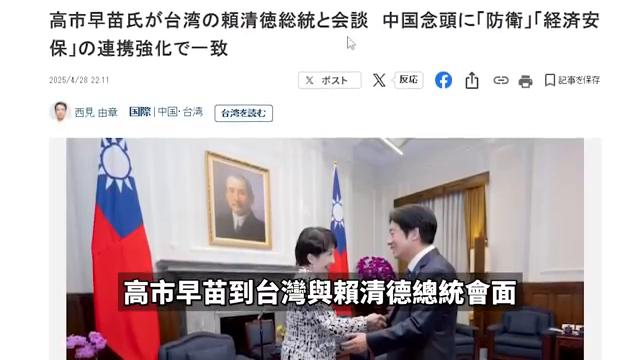 高市早苗氏が台湾の頼清徳総統と会談　中国念頭に「防衛」「経済安
保」の連携強化で一致
2025/4/28 22:11
ポスト
反応
記事を保存
西見 由章
国際
中国・台湾
台湾を読む
高市早苗到台灣與賴清德總統會面